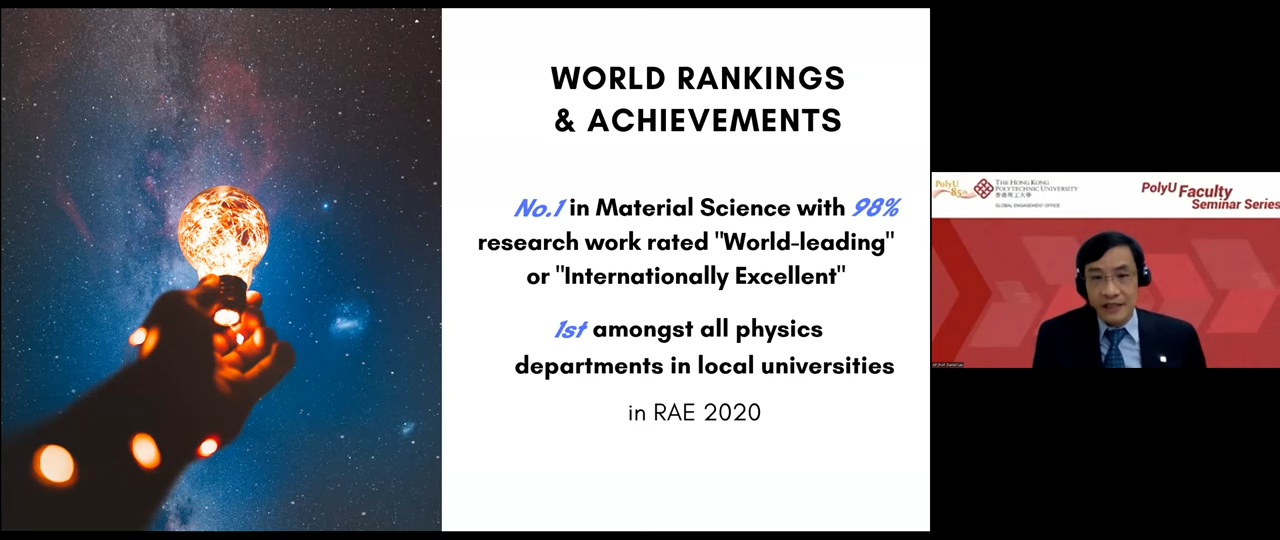 WORLD RANKINGS
& ACHIEVEMENTS
No.1 in Material Science with 98%
research work rated "World-leading"
or "Internationally Excellent"
1st amongst all physics
departments in local universities
in RAE 2020
PolyU
85th
THE HONG KONG
POLYTECHNIC UNIVERSITY
香港理工大學
GLOBAL ENGAGEMENT OFFICE
PolyU Faculty
Seminar Series